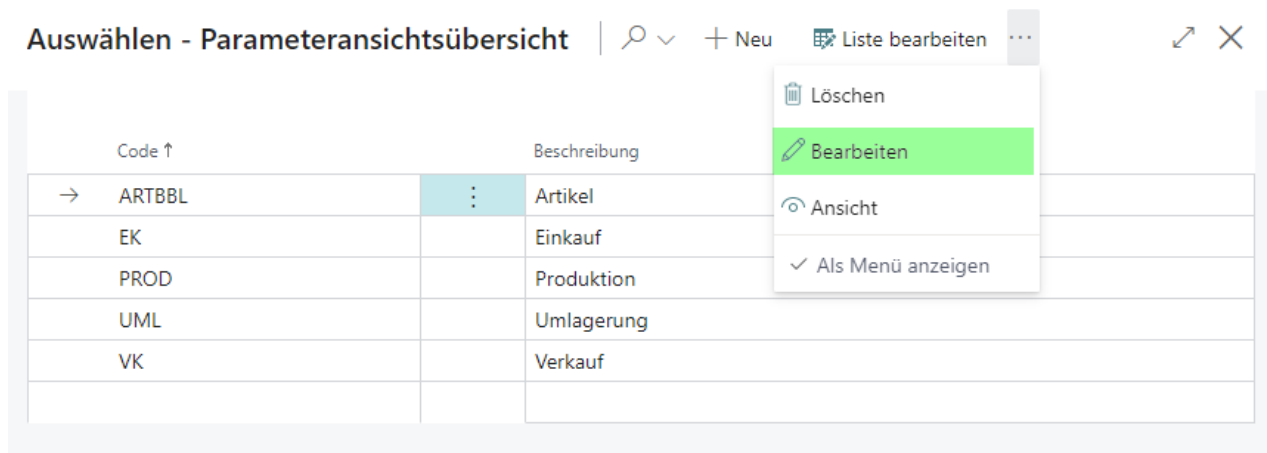 Auswählen - Parameteransichtsübersicht + Neu Liste bearbeiten ...
Löschen
Code ↑ Beschreibung Bearbeiten
→ ARTBBL ⋮ Artikel
Ansicht
EK Einkauf
Als Menü anzeigen
PROD Produktion
UML Umlagerung
VK Verkauf